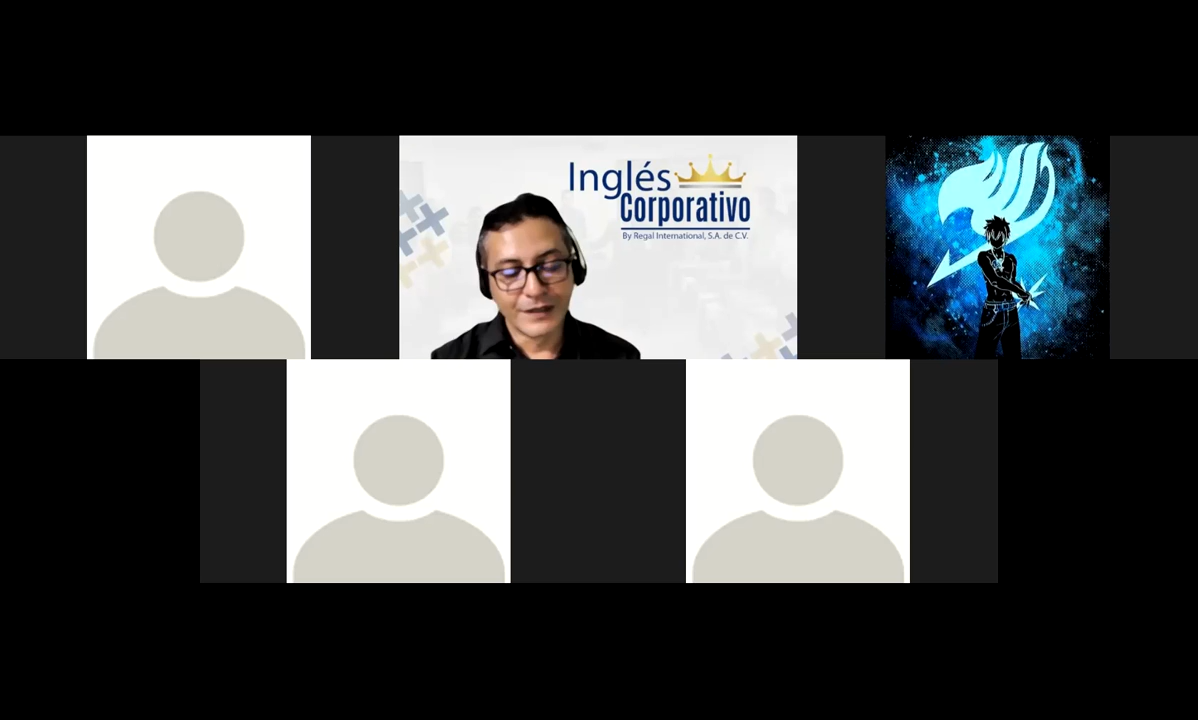 Inglés
Corporativo
By Regal International, S.A. de C.V.